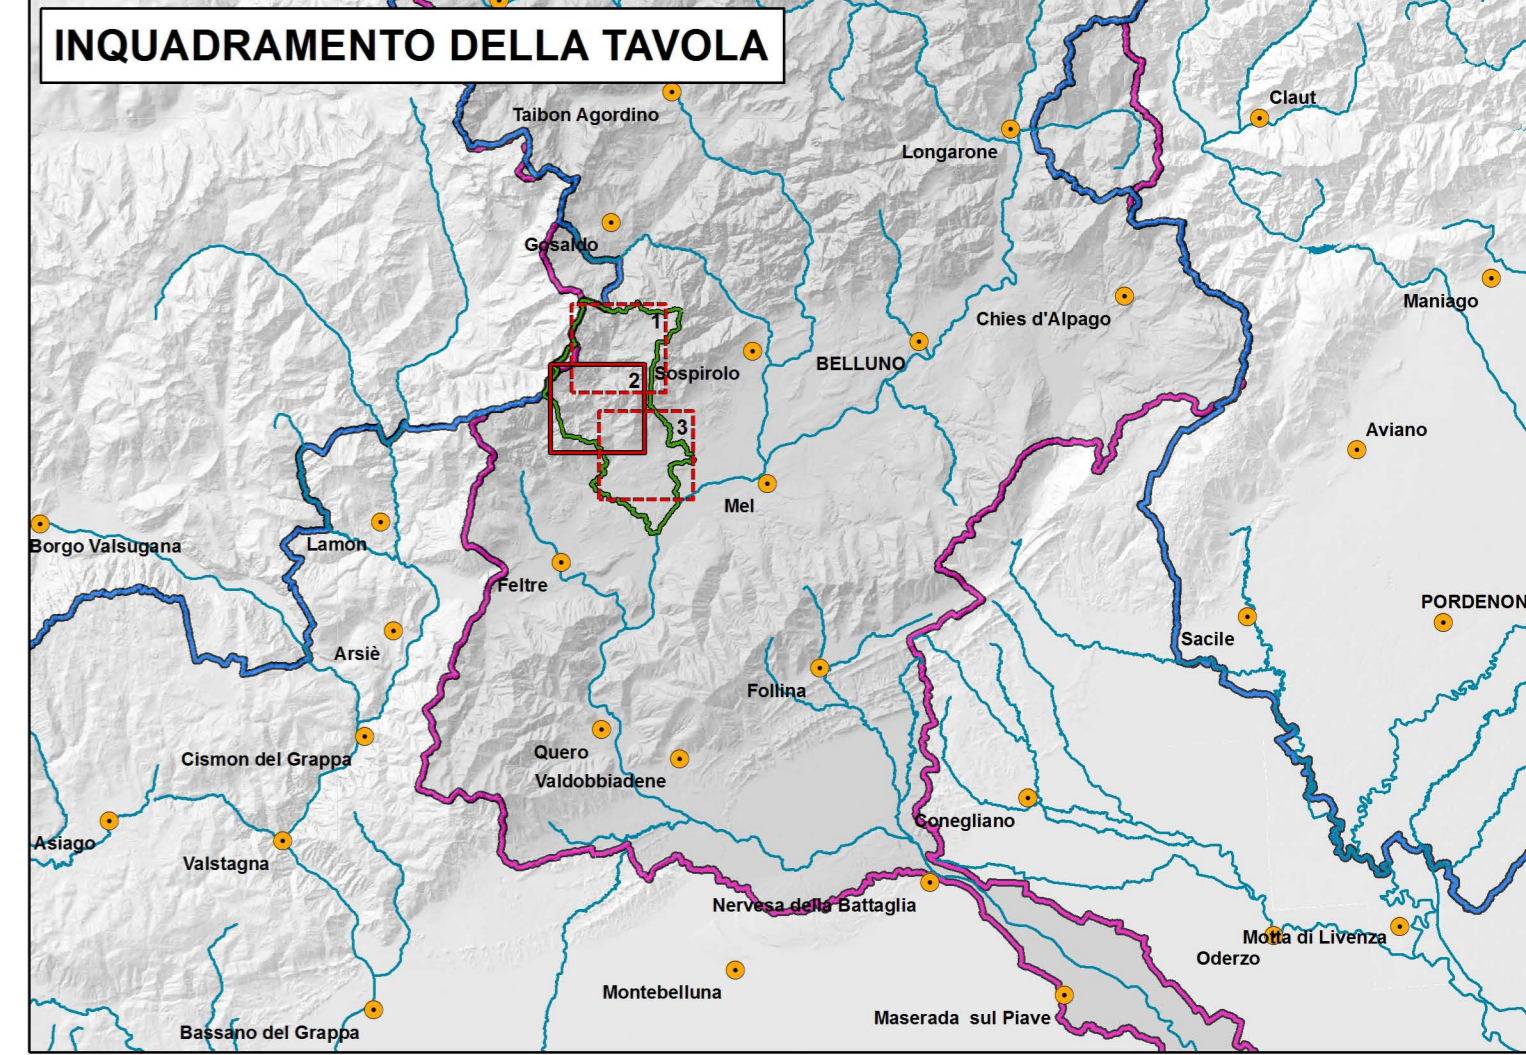 INQUADRAMENTO DELLA TAVOLA
Taibon Agordino
Claut
Longarone
Gosaldo
Maniago
Chies d'Alpago
1
BELLUNO
Sospirolo
2
3
Aviano
Mel
Borgo Valsugana
Lamon
Feltre
PORDENON
Sacile
Arsiè
Follina
Quero
Cismon del Grappa
Valdobbiadene
Conegliano
Asiago
Valstagna
Nervesa della Battaglia
Motta di Livenza
Oderzo
Montebelluna
Maserada sul Piave
Bassano del Grappa